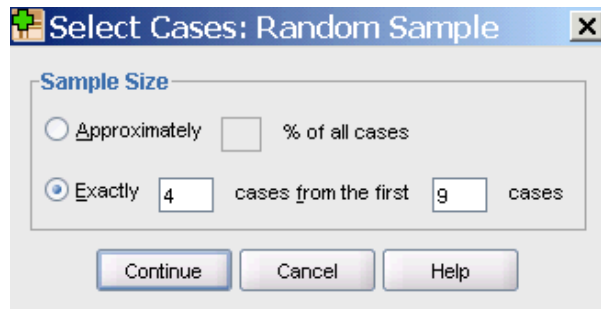 Select Cases: Random Sample
Sample Size
Approximately % of all cases
Exactly 4 cases from the first 9 cases
Continue Cancel Help